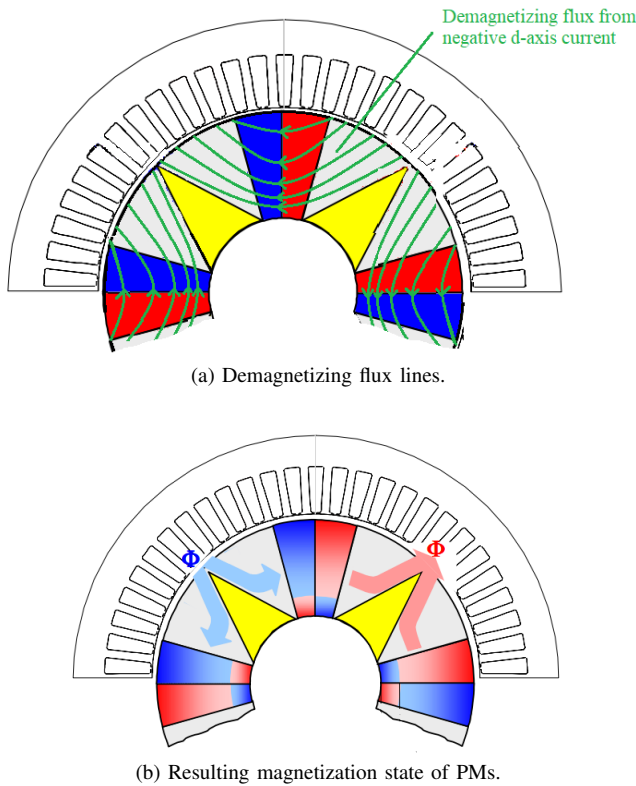 Demagnetizing flux from
negative d-axis current
(a) Demagnetizing flux lines.
Φ
Φ
(b) Resulting magnetization state of PMs.